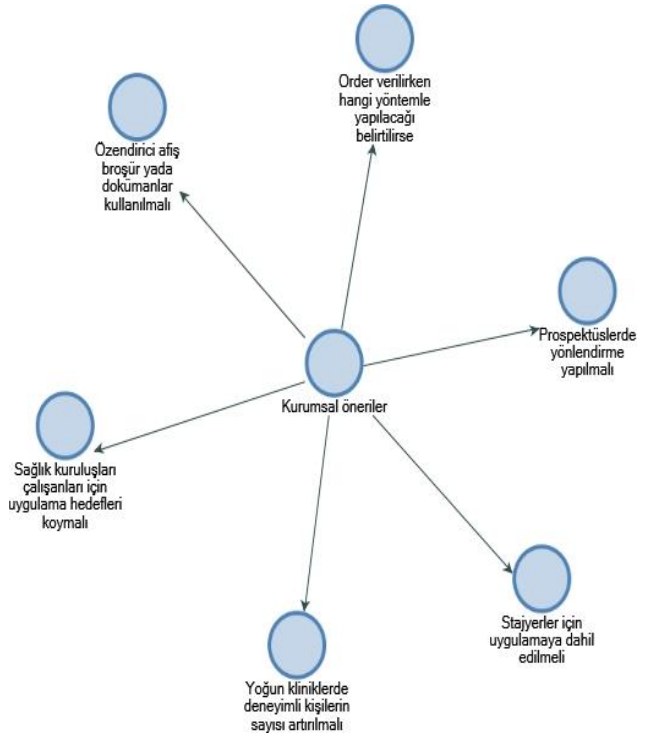 Order verilirken
hangi yöntemle
yapılacağı
belirtilirse
Özendirici afiş
broşür yada
dokümanlar
kullanılmalı
Prospektüslerde
yönlendirme
yapılmalı
Kurumsal öneriler
Sağlık kuruluşları
çalışanları için
uygulama hedefleri
koymalı
Stajyerler için
uygulamaya dahil
edilmeli
Yoğun kliniklerde
deneyimli kişilerin
sayısı artırılmalı